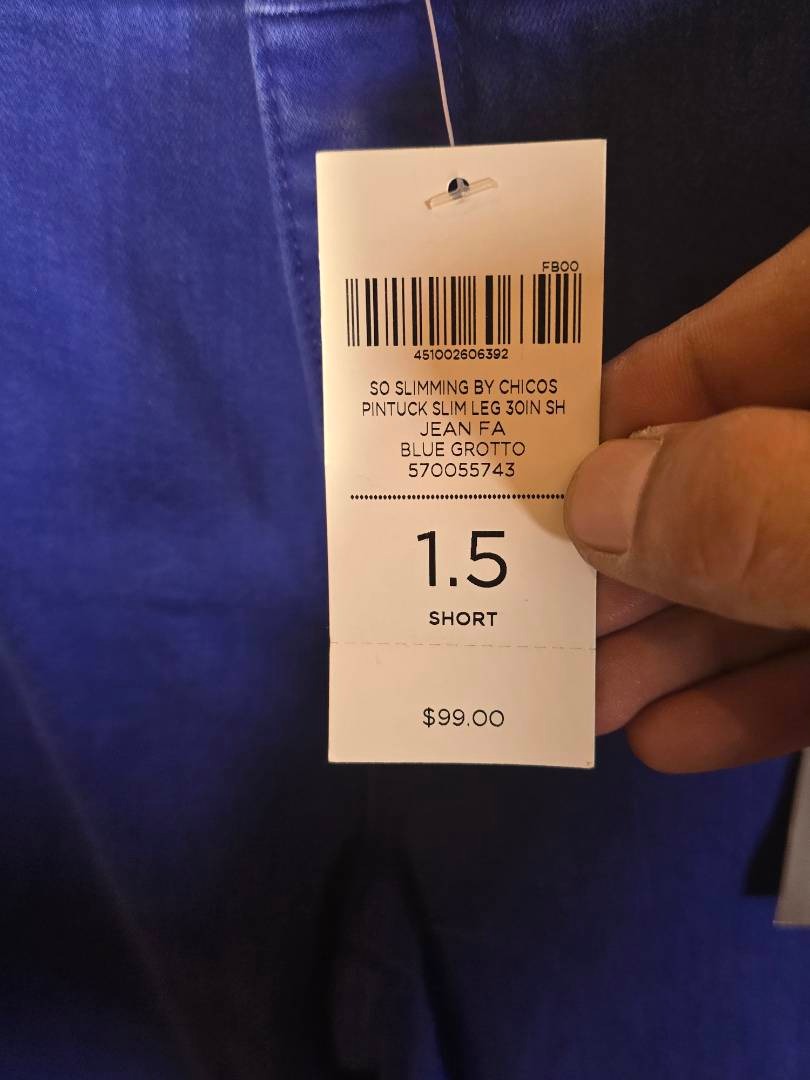 FB00
451002606392
SO SLIMMING BY CHICOS
PINTUCK SLIM LEG 30IN SH
JEAN FA
BLUE GROTTO
570055743
1.5
SHORT
$99.00